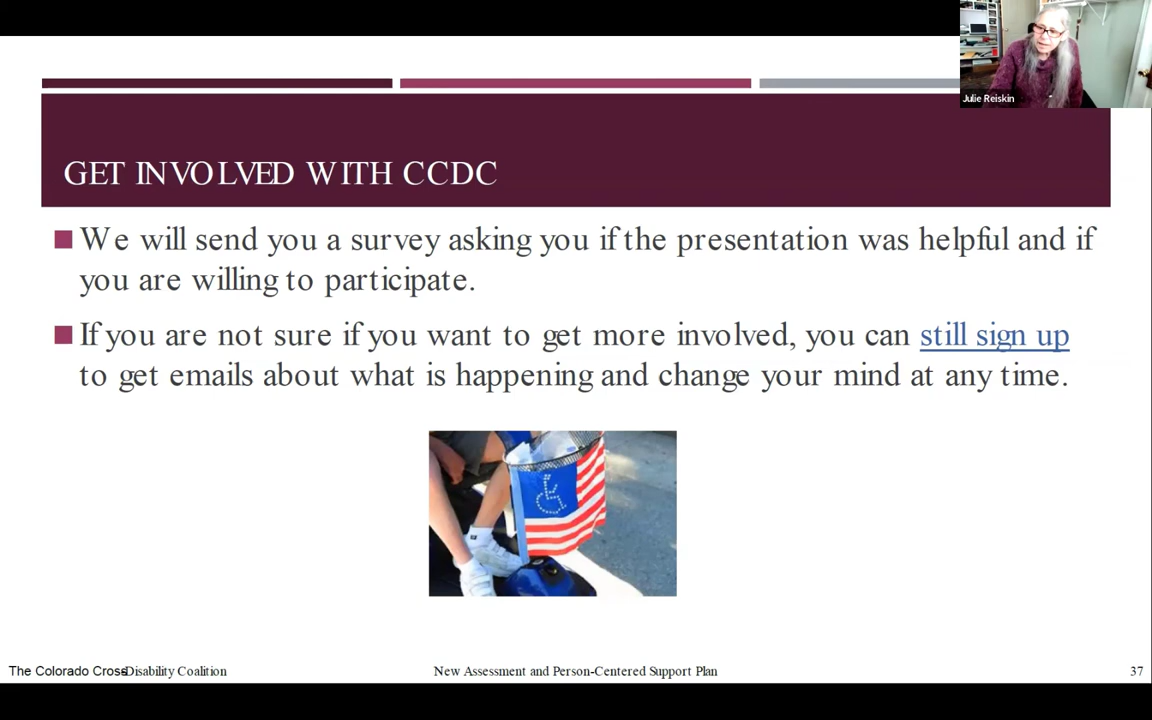 Julie Reiskin
GET INVOLVED WITH CCDC
We will send you a survey asking you if the presentation was helpful and if
you are willing to participate.
If you are not sure if you want to get more involved, you can still sign up
to get emails about what is happening and change your mind at any time.
The Colorado Cross-Disability Coalition
New Assessment and Person-Centered Support Plan
37